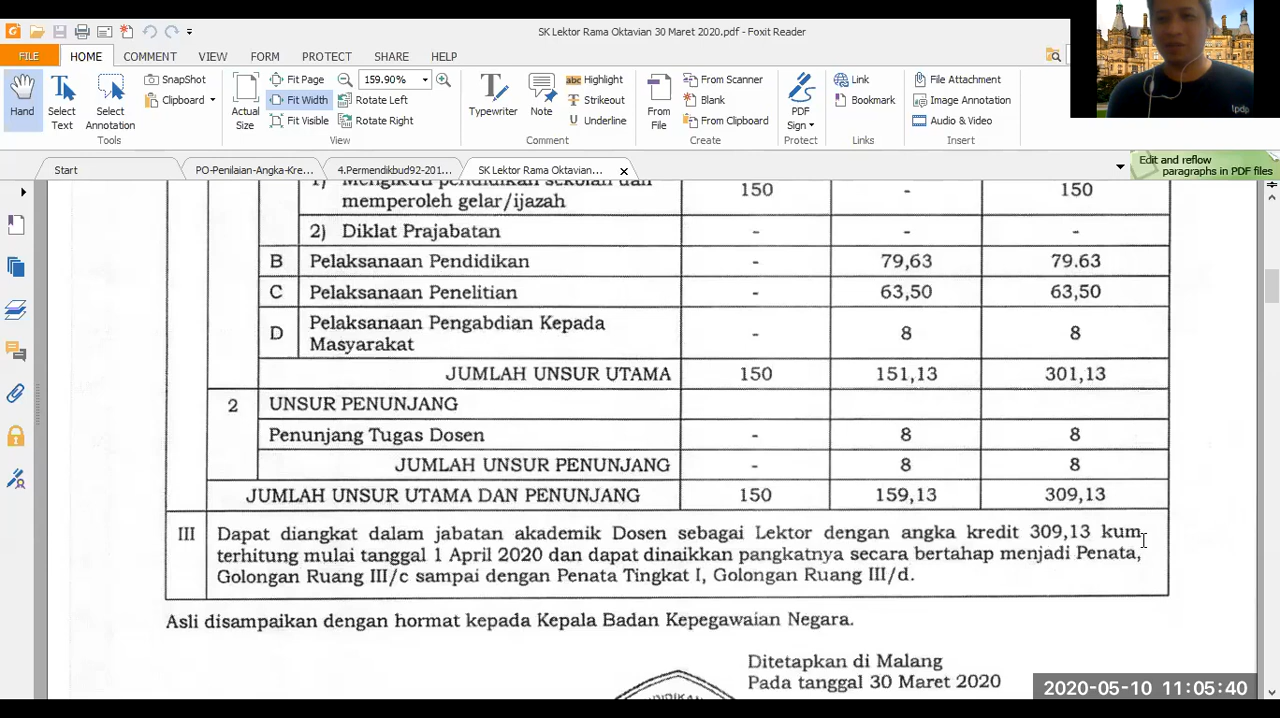 SK Lektor Rama Oktavian 30 Maret 2020.pdf - Foxit Reader
FILE HOME COMMENT VIEW FORM PROTECT SHARE HELP
Hand
Select Text
Select Annotation
SnapShot
Clipboard
Tools
Actual Size
Fit Page
Fit Width
Fit Visible
159.90%
Rotate Left
Rotate Right
View
Typewriter
Note
Highlight
Strikeout
Underline
Comment
From File
From Scanner
Blank
From Clipboard
Create
PDF Sign
Protect
Link
Bookmark
Links
File Attachment
Image Annotation
Audio & Video
Insert
lpdp
Start PO-Penilaian-Angka-Kre... 4.Permendikbud92-201... SK Lektor Rama Oktavian...
Edit and reflow
paragraphs in PDF files
1) Mengikuti pendidikan sekolah dan
memperoleh gelar/ijazah 150 - 150
2) Diklat Prajabatan - - -
B Pelaksanaan Pendidikan - 79,63 79.63
C Pelaksanaan Penelitian - 63,50 63,50
D Pelaksanaan Pengabdian Kepada
Masyarakat - 8 8
JUMLAH UNSUR UTAMA 150 151,13 301,13
2 UNSUR PENUNJANG
Penunjang Tugas Dosen - 8 8
JUMLAH UNSUR PENUNJANG - 8 8
JUMLAH UNSUR UTAMA DAN PENUNJANG 150 159,13 309,13
III Dapat diangkat dalam jabatan akademik Dosen sebagai Lektor dengan angka kredit 309,13 kum
terhitung mulai tanggal 1 April 2020 dan dapat dinaikkan pangkatnya secara bertahap menjadi Penata,
Golongan Ruang III/c sampai dengan Penata Tingkat I, Golongan Ruang III/d.
Asli disampaikan dengan hormat kepada Kepala Badan Kepegawaian Negara.
Ditetapkan di Malang
Pada tanggal 30 Maret 2020
2020-05-10 11:05:40